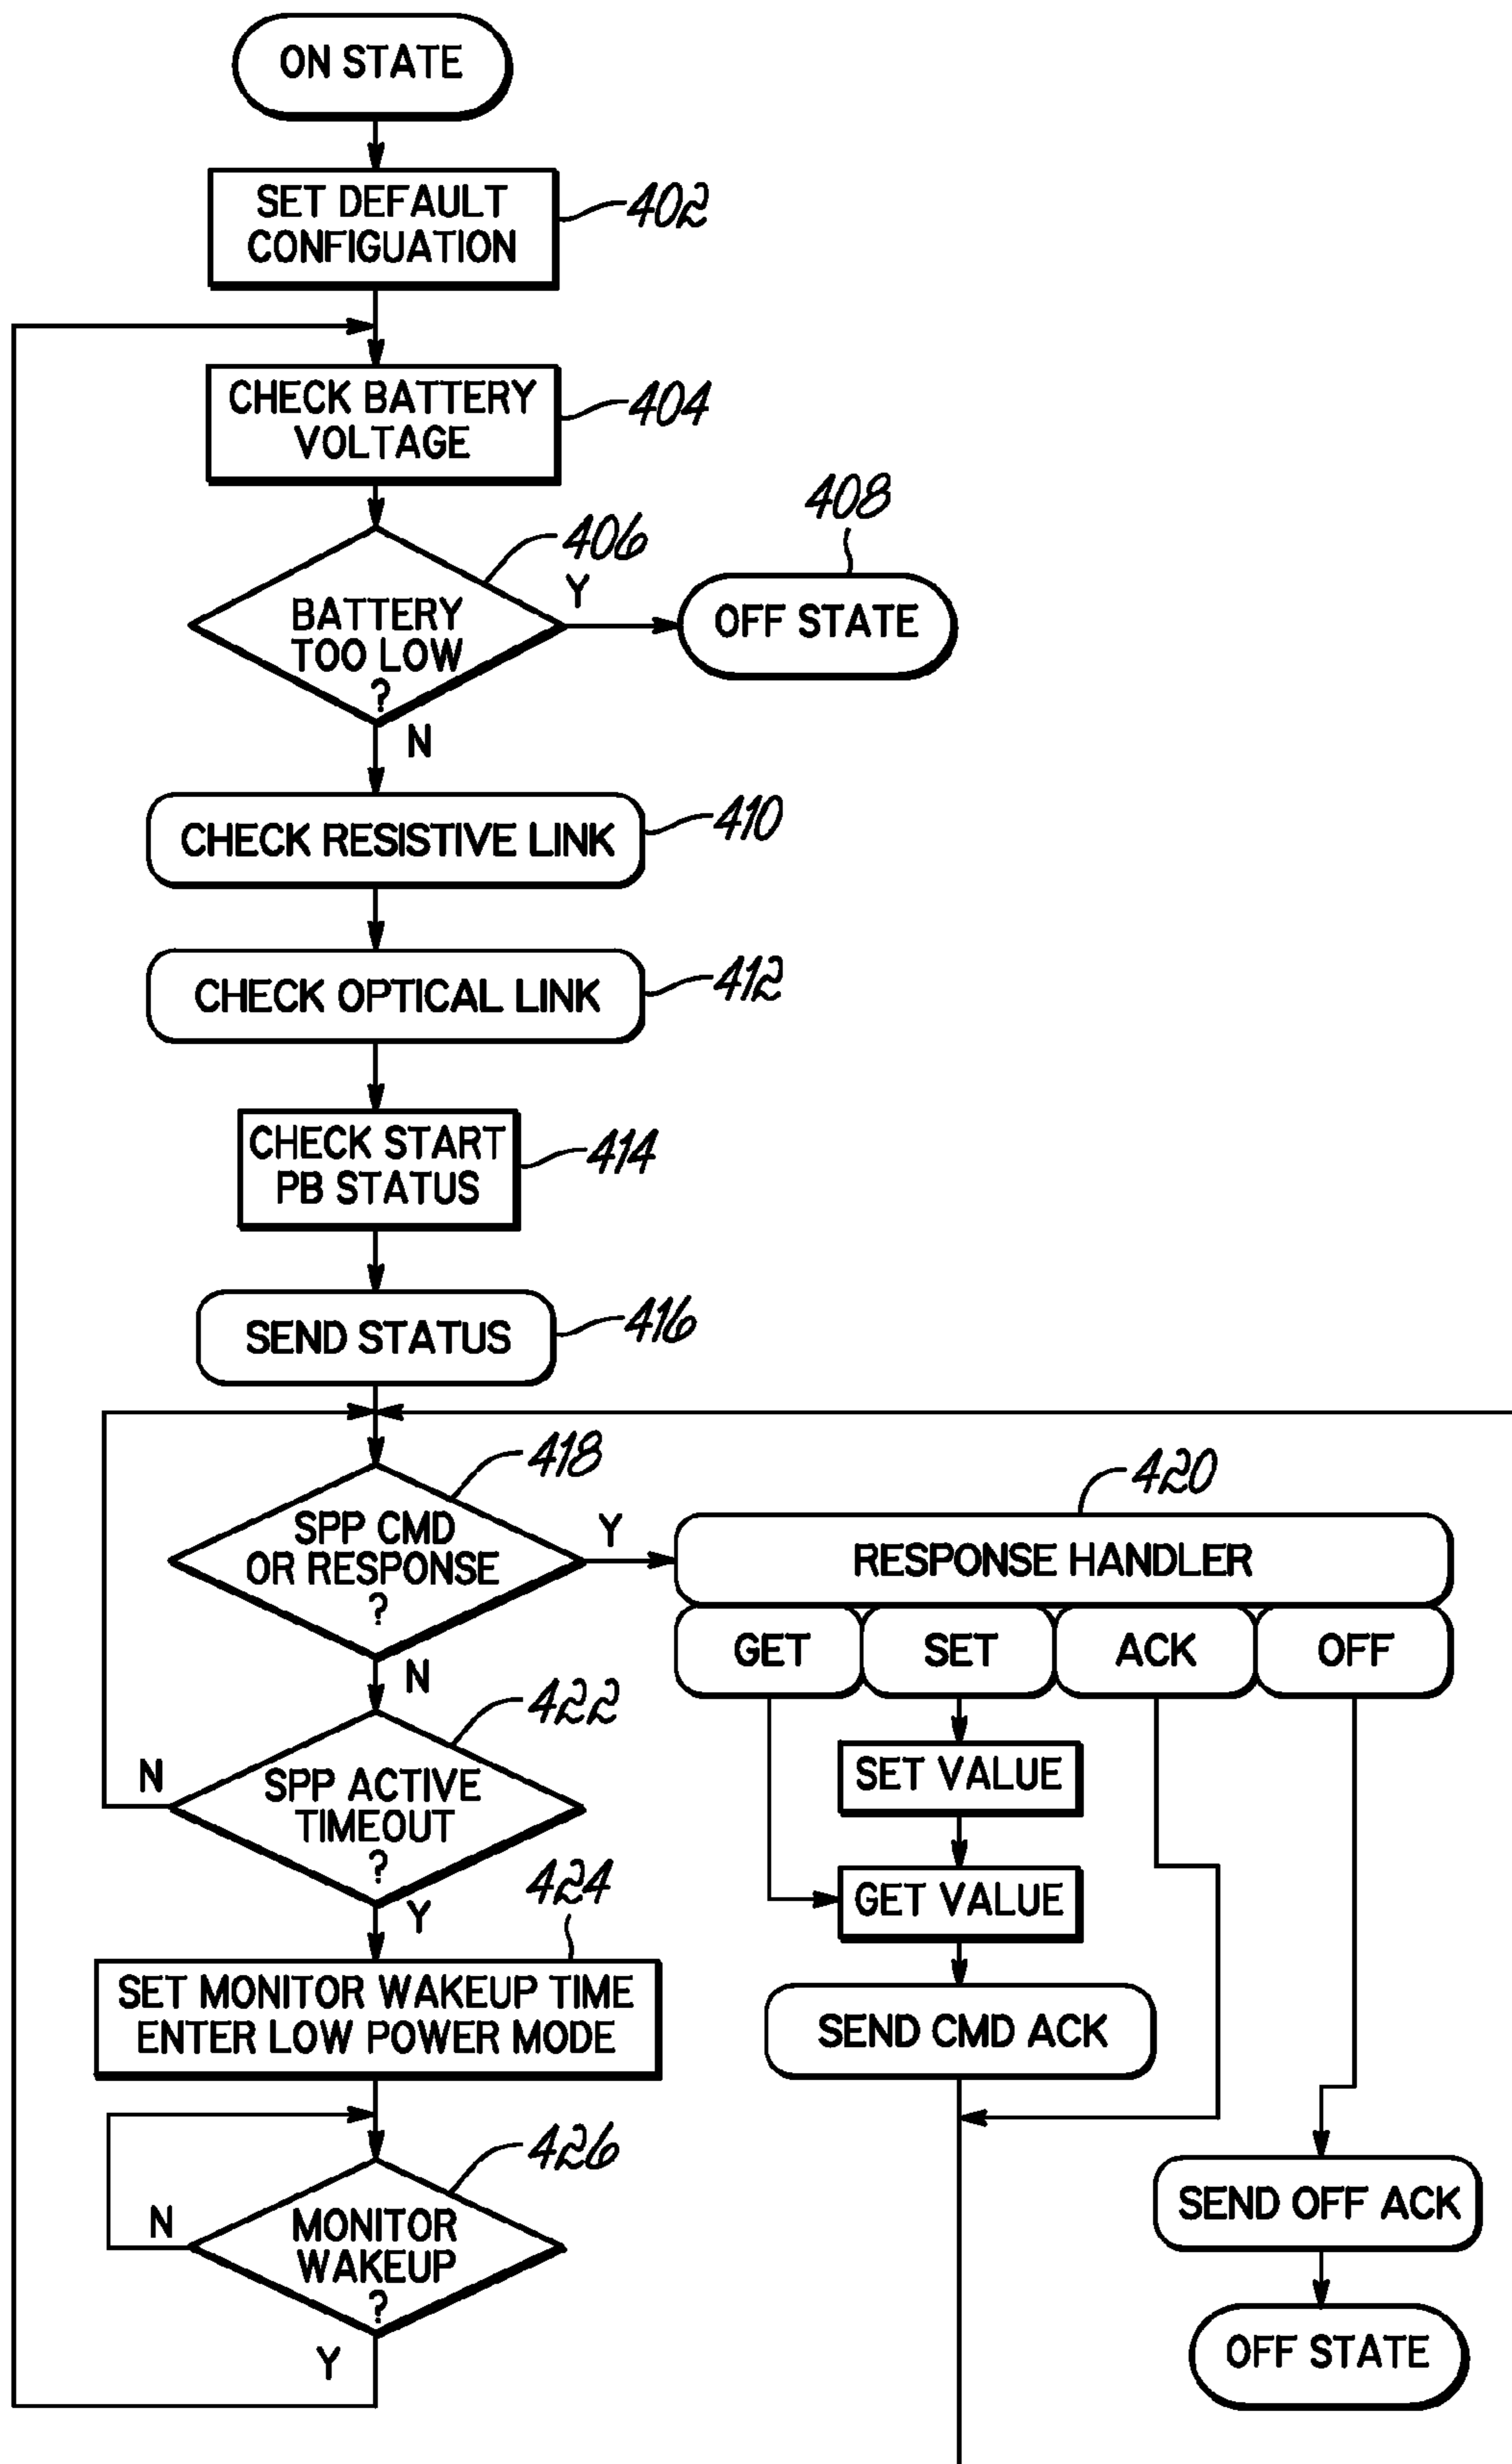 ON STATE
SET DEFAULT
CONFIGUATION
402
CHECK BATTERY
VOLTAGE
404
406
408
BATTERY
TOO LOW
?
Y
OFF STATE
N
CHECK RESISTIVE LINK
410
CHECK OPTICAL LINK
412
CHECK START
PB STATUS
414
SEND STATUS
416
418
SPP CMD
OR RESPONSE
?
Y
420
RESPONSE HANDLER
GET
SET
ACK
OFF
N
422
SPP ACTIVE
TIMEOUT
?
N
Y
SET VALUE
GET VALUE
424
SET MONITOR WAKEUP TIME
ENTER LOW POWER MODE
SEND CMD ACK
426
MONITOR
WAKEUP
?
N
Y
SEND OFF ACK
OFF STATE